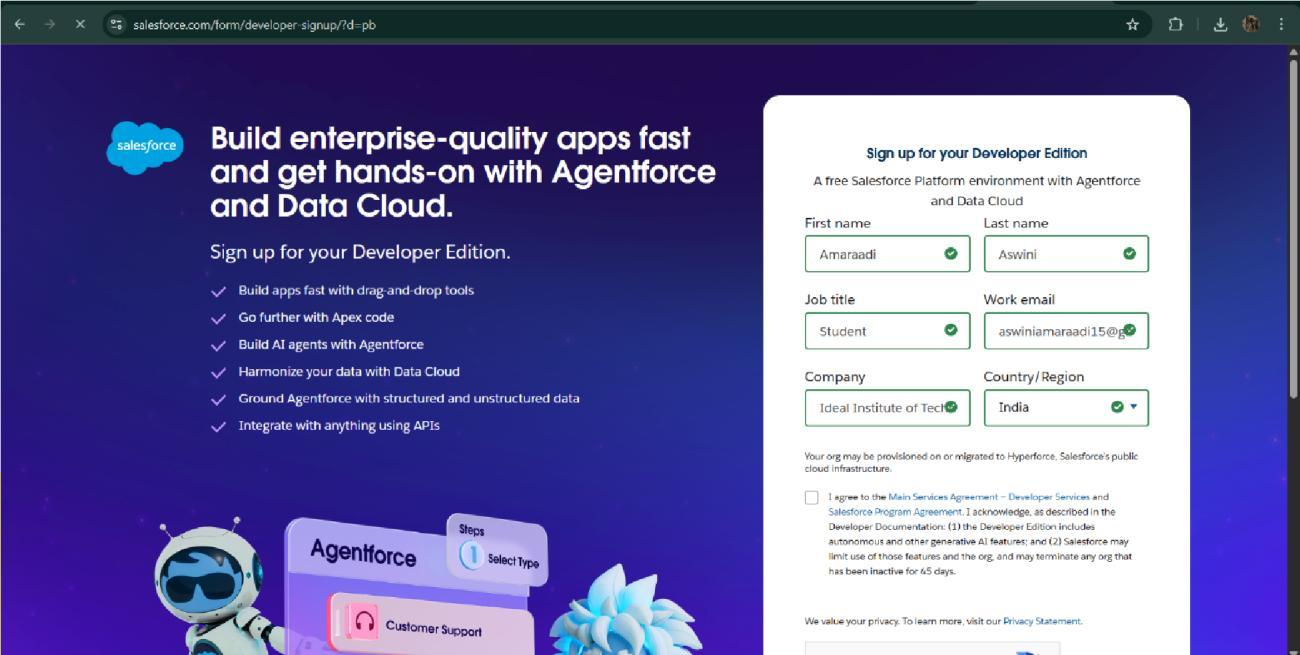 salesforce.com/form/developer-signup/?d=pb
salesforce
Build enterprise-quality apps fast
and get hands-on with Agentforce
and Data Cloud.
Sign up for your Developer Edition.
Build apps fast with drag-and-drop tools
Go further with Apex code
Build AI agents with Agentforce
Harmonize your data with Data Cloud
Ground Agentforce with structured and unstructured data
Integrate with anything using APIs
Agentforce
Steps
1 Select Type
Customer Support
Sign up for your Developer Edition
A free Salesforce Platform environment with Agentforce
and Data Cloud
First name Last name
Amaraadi Aswini
Job title Work email
Student aswiniamaraadi15@g
Company Country/Region
Ideal Institute of Tech India
Your org may be provisioned on or migrated to Hyperforce, Salesforce's public
cloud infrastructure.
I agree to the Main Services Agreement – Developer Services and
Salesforce Program Agreement. I acknowledge, as described in the
Developer Documentation: (1) the Developer Edition includes
autonomous and other generative AI features; and (2) Salesforce may
limit use of those features and the org, and may terminate any org that
has been inactive for 45 days.
We value your privacy. To learn more, visit our Privacy Statement.